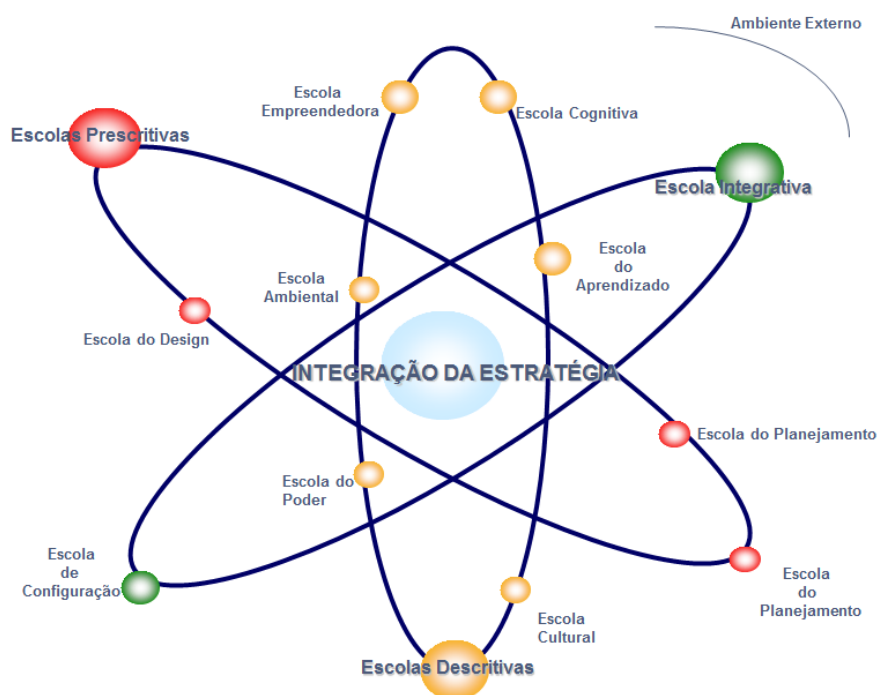 Ambiente Externo
Escola
Empreendedora
Escola Cognitiva
Escolas Prescritivas
Escola Integrativa
Escola
do
Aprendizado
Escola
Ambiental
Escola do Design
INTEGRAÇÃO DA ESTRATÉGIA
Escola do Planejamento
Escola do
Poder
Escola
de
Configuração
Escola
do
Planejamento
Escola
Cultural
Escolas Descritivas